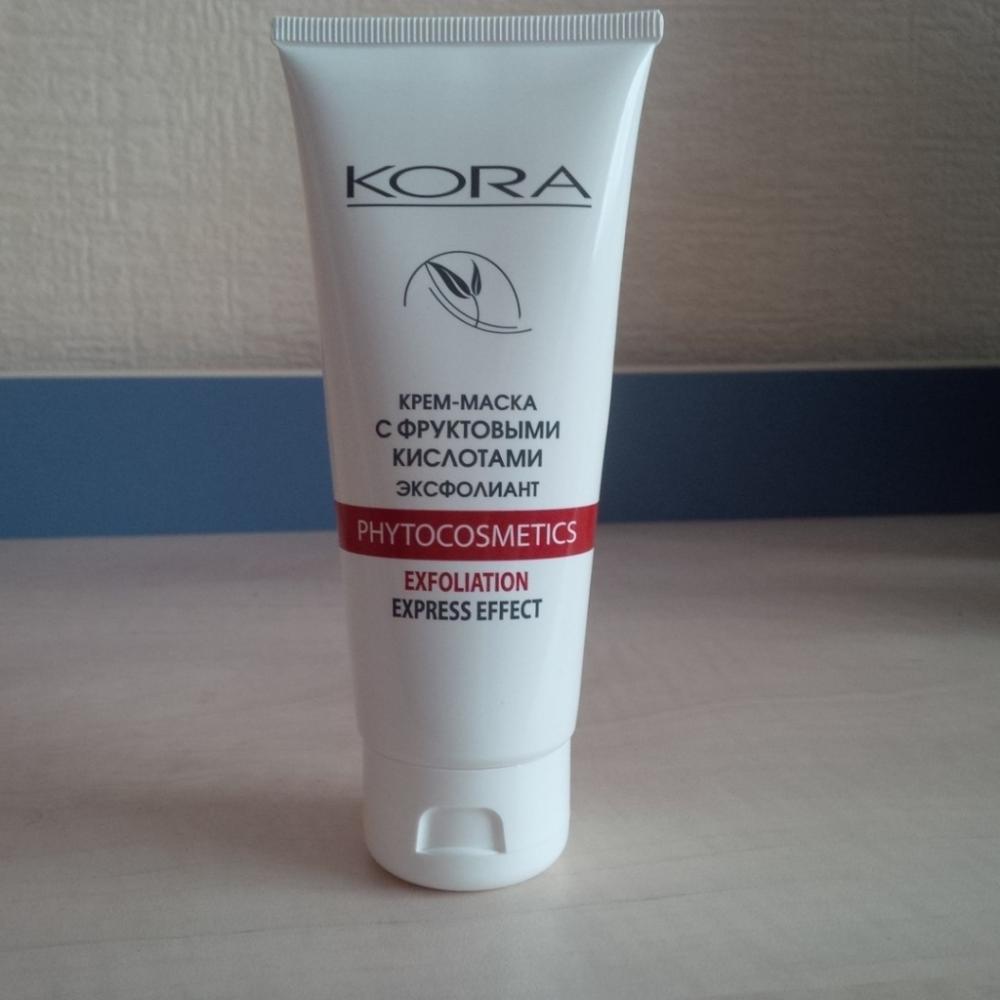 KORA
КРЕМ-МАСКА
С ФРУКТОВЫМИ
КИСЛОТАМИ
ЭКСФОЛИАНТ
PHYTOCOSMETICS
EXFOLIATION
EXPRESS EFFECT